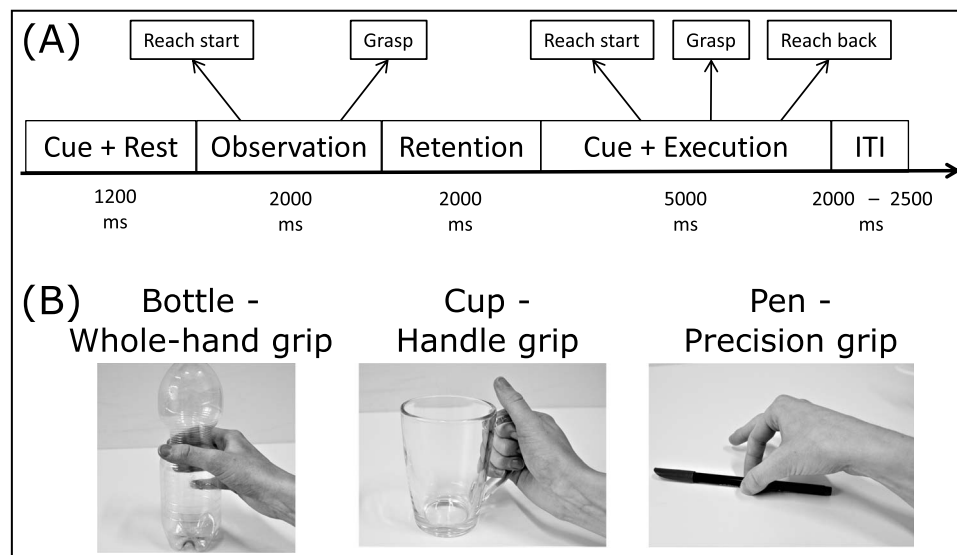 (A)
Reach start
Grasp
Reach start
Grasp
Reach back
Cue + Rest
Observation
Retention
Cue + Execution
ITI
1200
ms
2000
ms
2000
ms
5000
ms
2000 – 2500
ms
(B)
Bottle -
Whole-hand grip
Cup -
Handle grip
Pen -
Precision grip